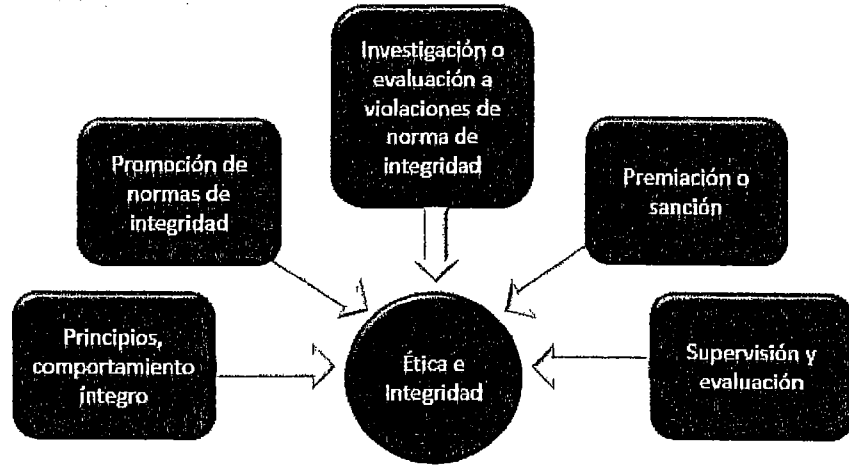 Investigación o
evaluación a
violaciones de
norma de
integridad
Promoción de
normas de
integridad
Premiación o
sanción
Principios,
comportamiento
íntegro
Ética e
Integridad
Supervisión y
evaluación